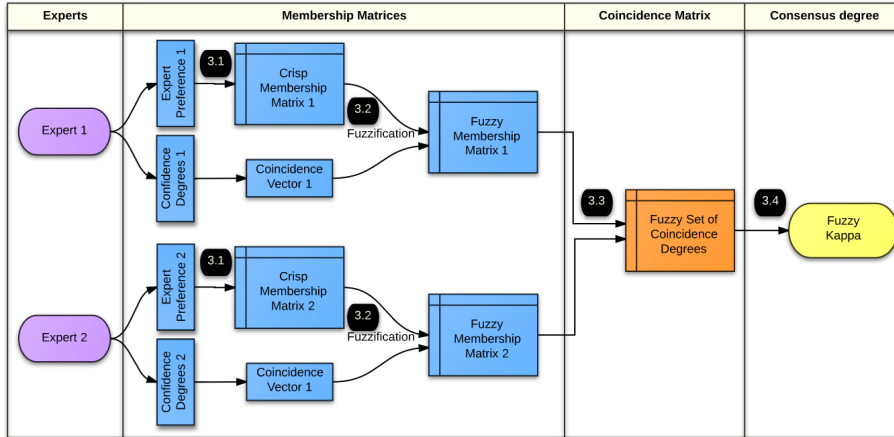 Experts
Membership Matrices
Coincidence Matrix
Consensus degree
Expert 1
Expert
Preference 1
3.1
Crisp
Membership
Matrix 1
3.2
Fuzzification
Fuzzy
Membership
Matrix 1
Confidence
Degrees 1
Coincidence
Vector 1
3.3
Fuzzy Set of
Coincidence
Degrees
3.4
Fuzzy
Kappa
Expert 2
Expert
Preference 2
3.1
Crisp
Membership
Matrix 2
3.2
Fuzzification
Fuzzy
Membership
Matrix 2
Confidence
Degrees 2
Coincidence
Vector 1